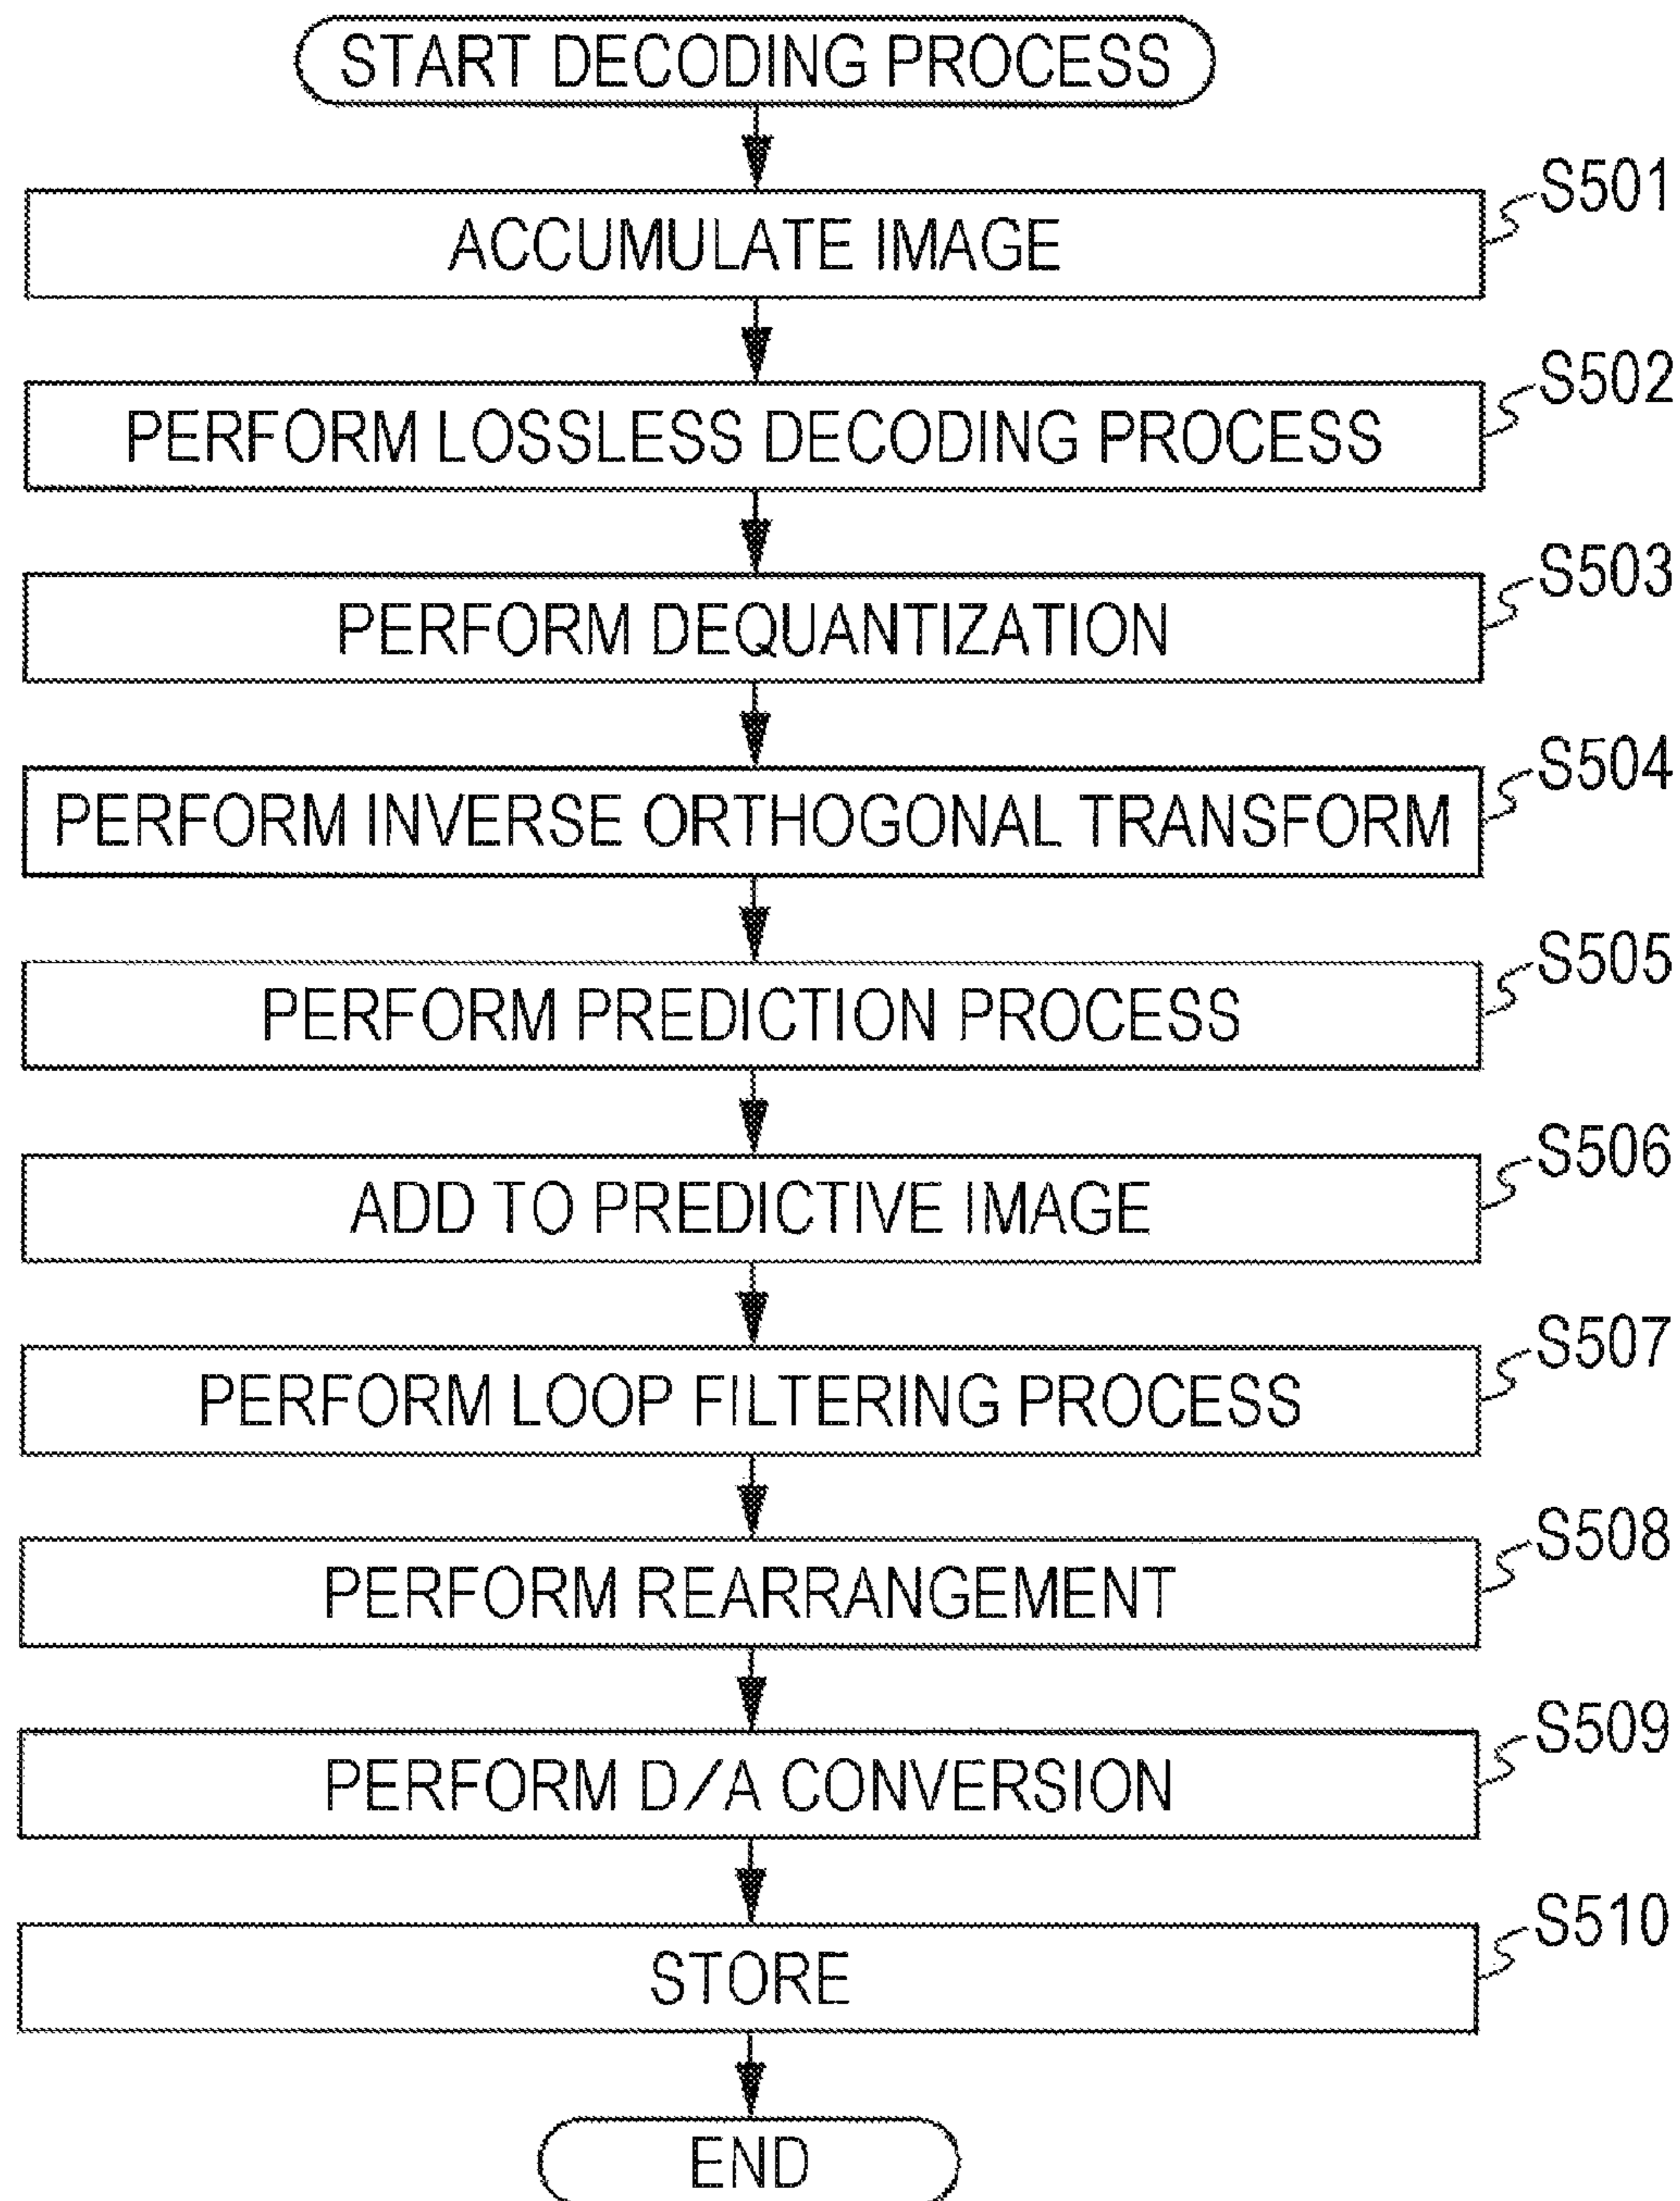 START DECODING PROCESS
ACCUMULATE IMAGE
S501
PERFORM LOSSLESS DECODING PROCESS
S502
PERFORM DEQUANTIZATION
S503
PERFORM INVERSE ORTHOGONAL TRANSFORM
S504
PERFORM PREDICTION PROCESS
S505
ADD TO PREDICTIVE IMAGE
S506
PERFORM LOOP FILTERING PROCESS
S507
PERFORM REARRANGEMENT
S508
PERFORM D/A CONVERSION
S509
STORE
S510
END